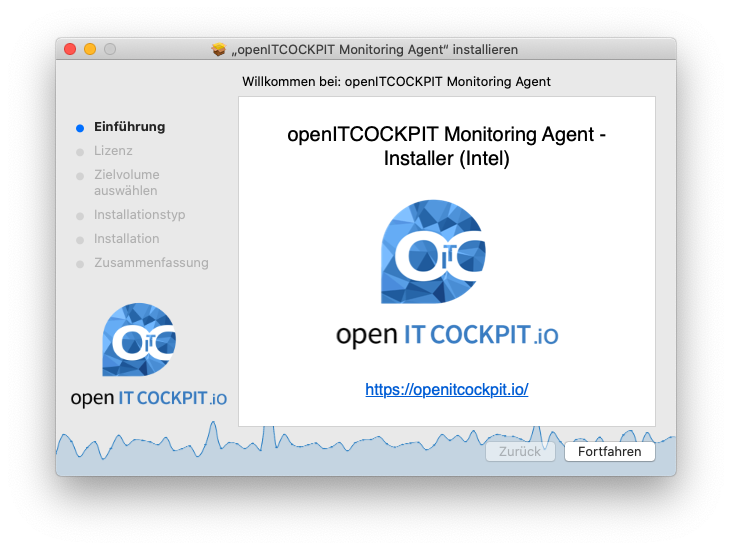 „openITCOCKPIT Monitoring Agent“ installieren
Willkommen bei: openITCOCKPIT Monitoring Agent
Einführung
Lizenz
Zielvolume
auswählen
Installationstyp
Installation
Zusammenfassung
OITC
open IT COCKPIT.io
openITCOCKPIT Monitoring Agent -
Installer (Intel)
OITC
open IT COCKPIT.io
https://openitcockpit.io/
Zurück
Fortfahren